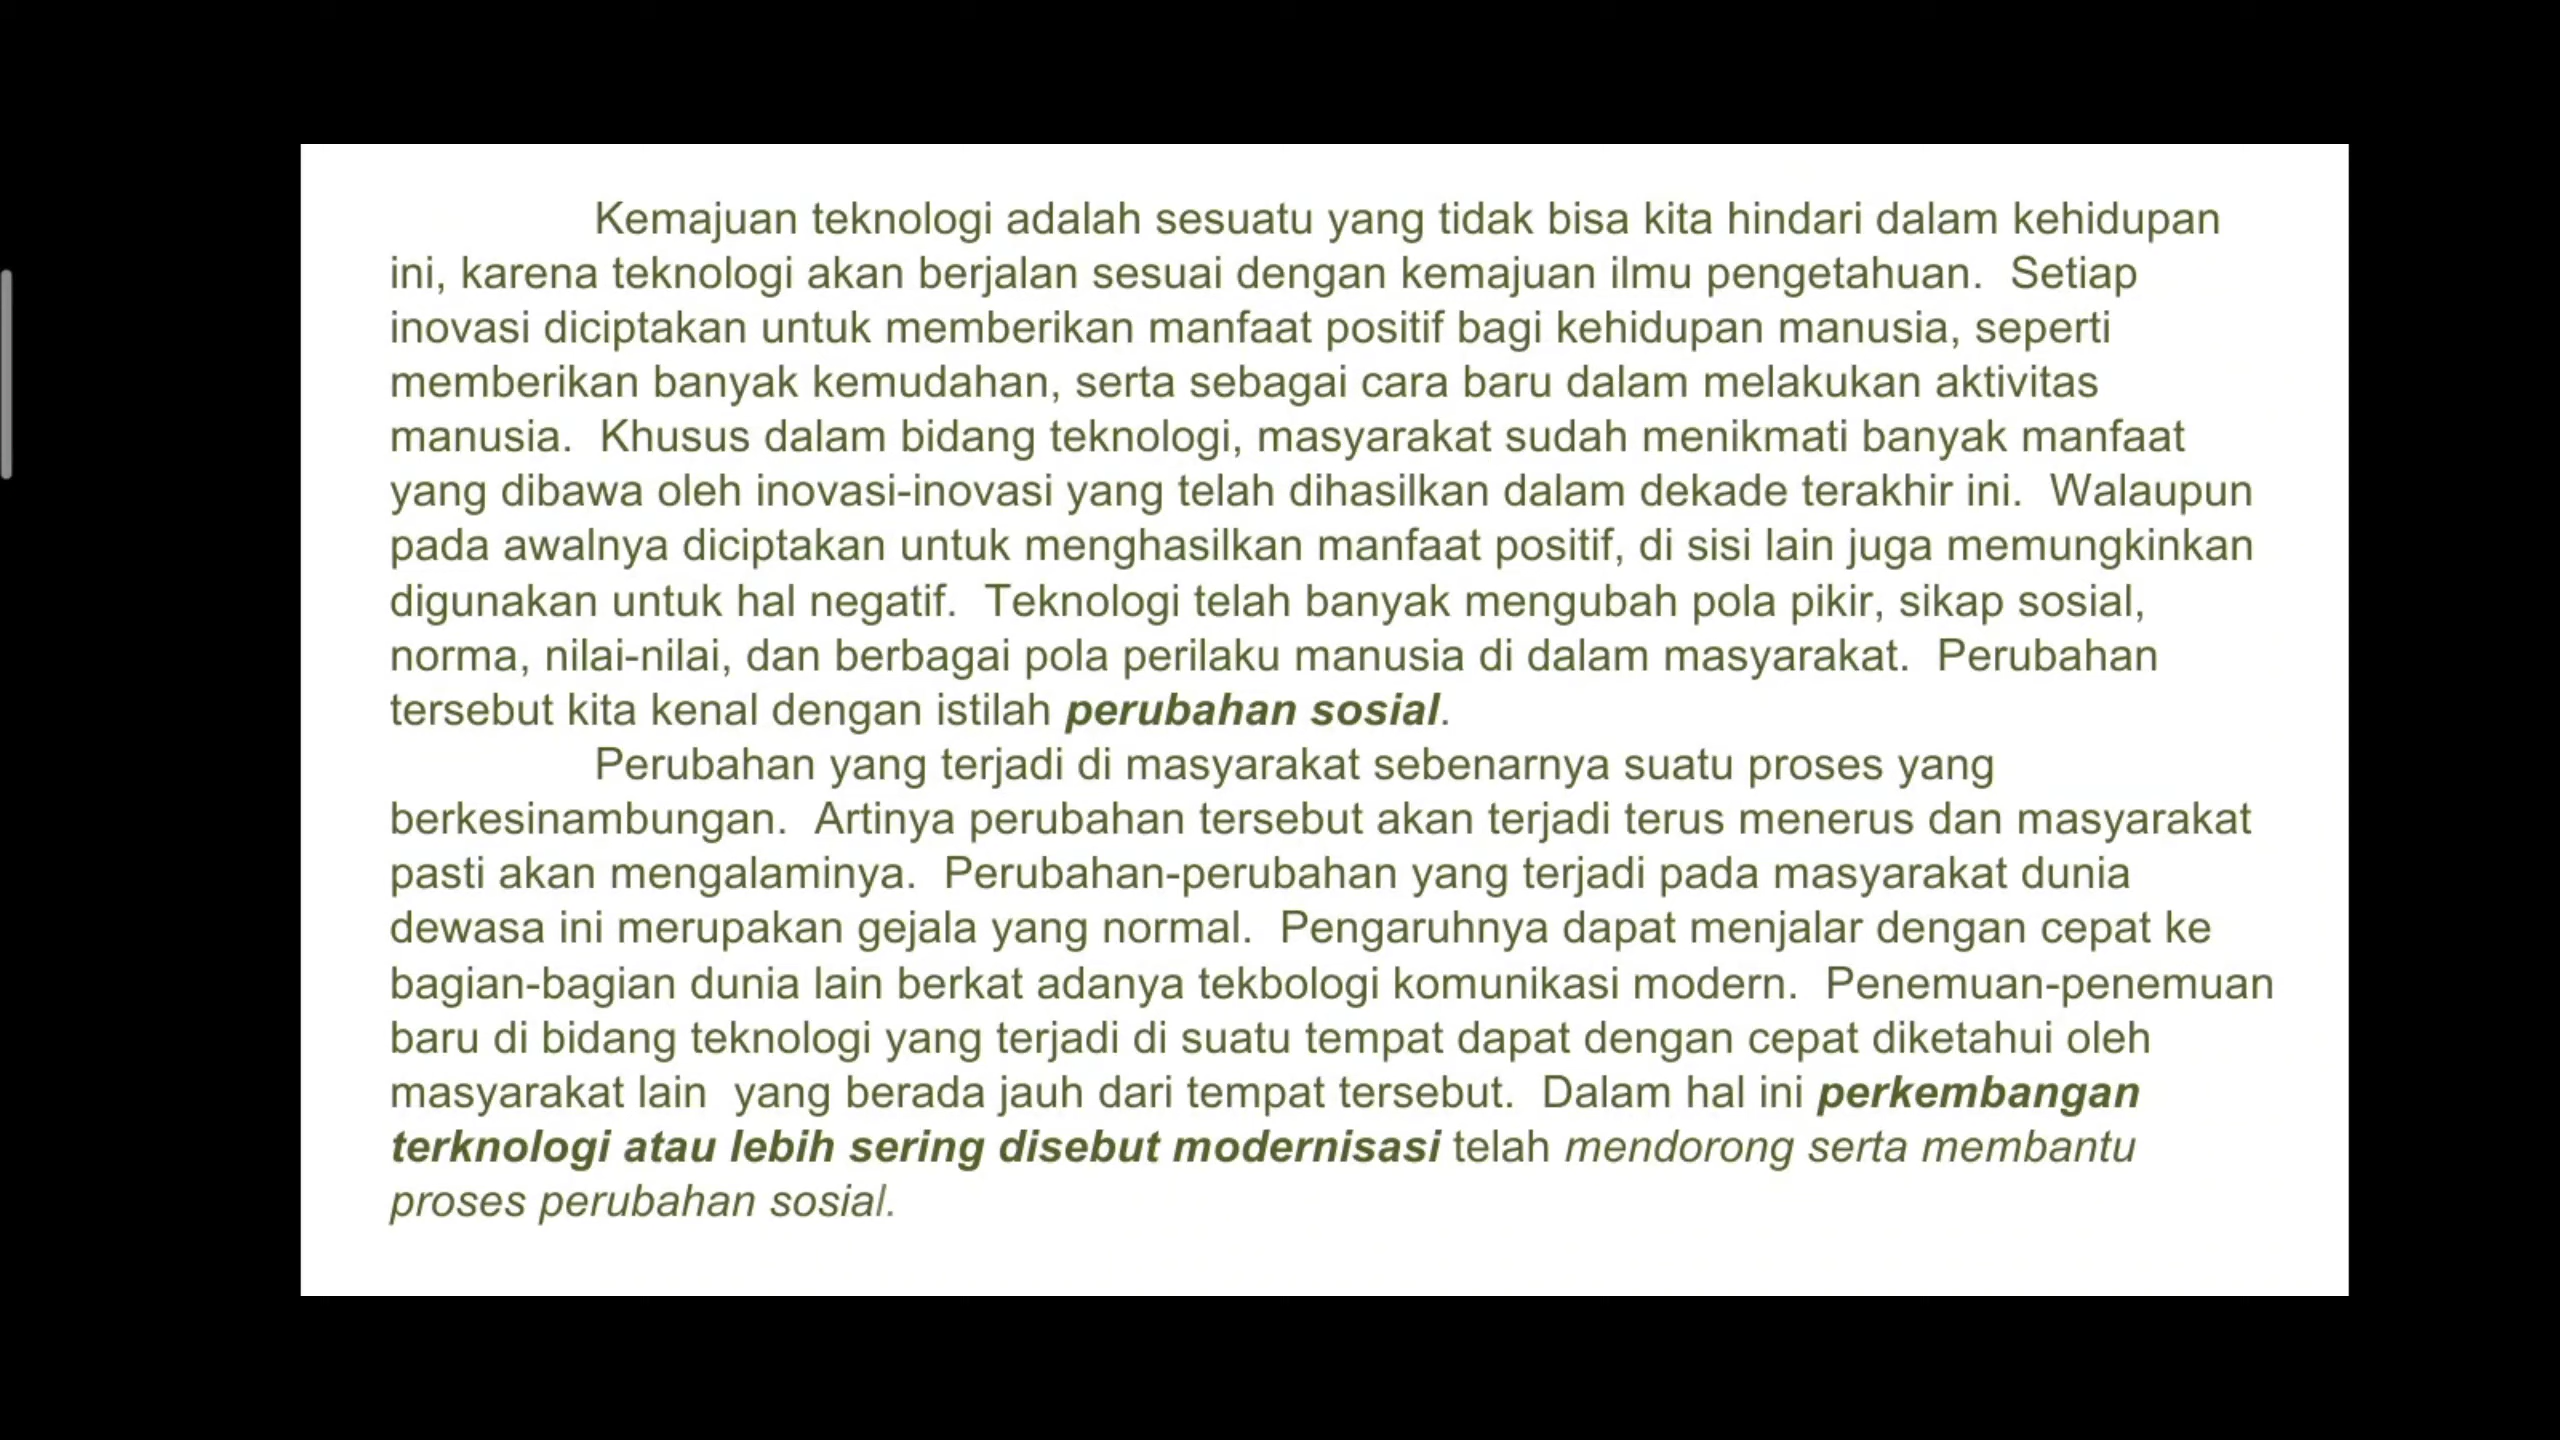 Kemajuan teknologi adalah sesuatu yang tidak bisa kita hindari dalam kehidupan
ini, karena teknologi akan berjalan sesuai dengan kemajuan ilmu pengetahuan.  Setiap
inovasi diciptakan untuk memberikan manfaat positif bagi kehidupan manusia, seperti
memberikan banyak kemudahan, serta sebagai cara baru dalam melakukan aktivitas
manusia.  Khusus dalam bidang teknologi, masyarakat sudah menikmati banyak manfaat
yang dibawa oleh inovasi-inovasi yang telah dihasilkan dalam dekade terakhir ini.  Walaupun
pada awalnya diciptakan untuk menghasilkan manfaat positif, di sisi lain juga memungkinkan
digunakan untuk hal negatif.  Teknologi telah banyak mengubah pola pikir, sikap sosial,
norma, nilai-nilai, dan berbagai pola perilaku manusia di dalam masyarakat.  Perubahan
tersebut kita kenal dengan istilah perubahan sosial.
Perubahan yang terjadi di masyarakat sebenarnya suatu proses yang
berkesinambungan.  Artinya perubahan tersebut akan terjadi terus menerus dan masyarakat
pasti akan mengalaminya.  Perubahan-perubahan yang terjadi pada masyarakat dunia
dewasa ini merupakan gejala yang normal.  Pengaruhnya dapat menjalar dengan cepat ke
bagian-bagian dunia lain berkat adanya tekbologi komunikasi modern.  Penemuan-penemuan
baru di bidang teknologi yang terjadi di suatu tempat dapat dengan cepat diketahui oleh
masyarakat lain  yang berada jauh dari tempat tersebut.  Dalam hal ini perkembangan
terknologi atau lebih sering disebut modernisasi telah mendorong serta membantu
proses perubahan sosial.